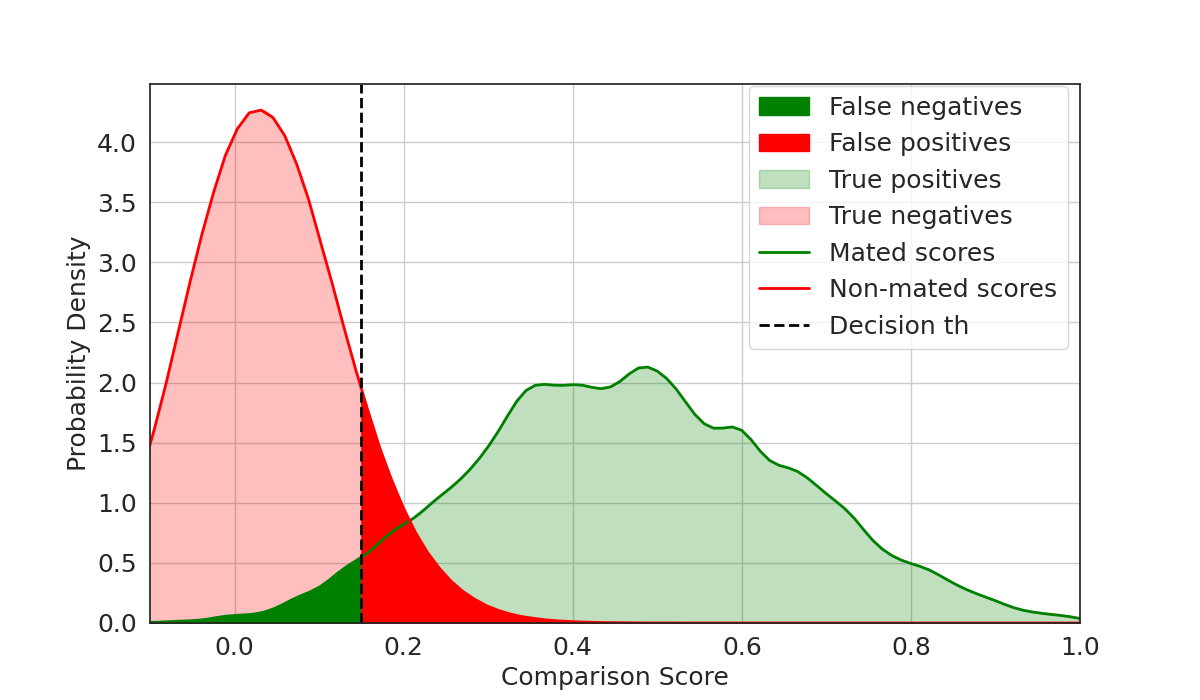 False negatives
False positives
True positives
True negatives
Mated scores
Non-mated scores
Decision th
Probability Density
4.0
3.5
3.0
2.5
2.0
1.5
1.0
0.5
0.0
0.0 0.2 0.4 0.6 0.8 1.0
Comparison Score